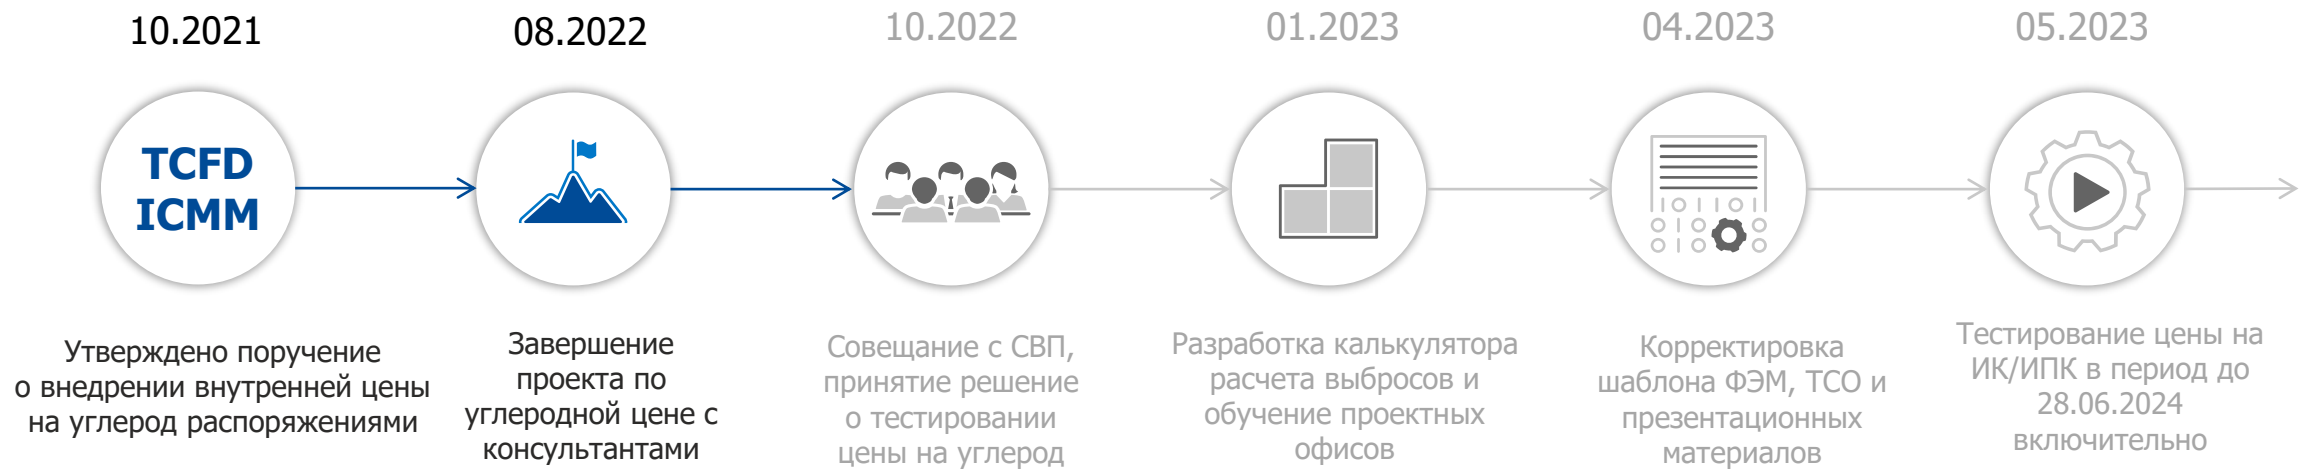 10.2021
08.2022
10.2022
01.2023
04.2023
05.2023
TCFD
ICMM
Утверждено поручение
о внедрении внутренней цены
на углерод распоряжениями
Завершение
проекта по
углеродной цене с
консультантами
Совещание с СВП,
принятие решение
о тестировании
цены на углерод
Разработка калькулятора
расчета выбросов и
обучение проектных
офисов
Корректировка
шаблона ФЭМ, ТСО и
презентационных
материалов
Тестирование цены на
ИК/ИПК в период до
28.06.2024
включительно